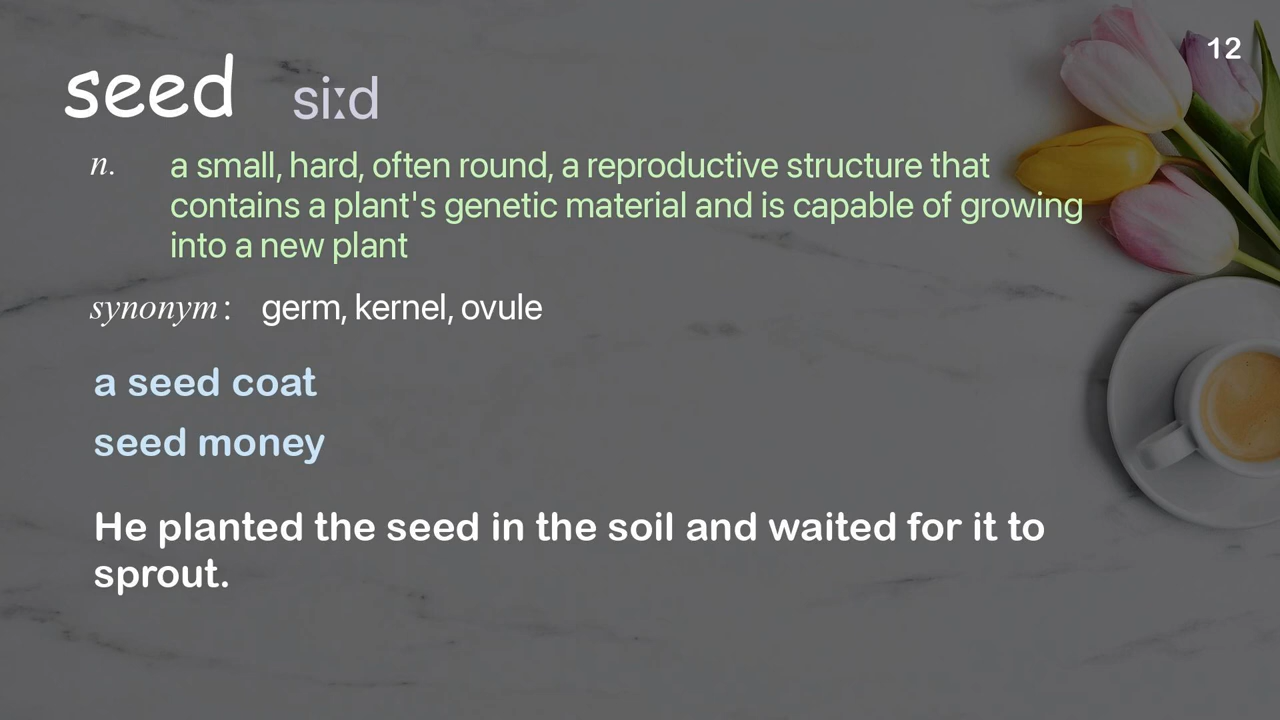 12
seed siːd
n. a small, hard, often round, a reproductive structure that
contains a plant's genetic material and is capable of growing
into a new plant
synonym: germ, kernel, ovule
a seed coat
seed money
He planted the seed in the soil and waited for it to
sprout.